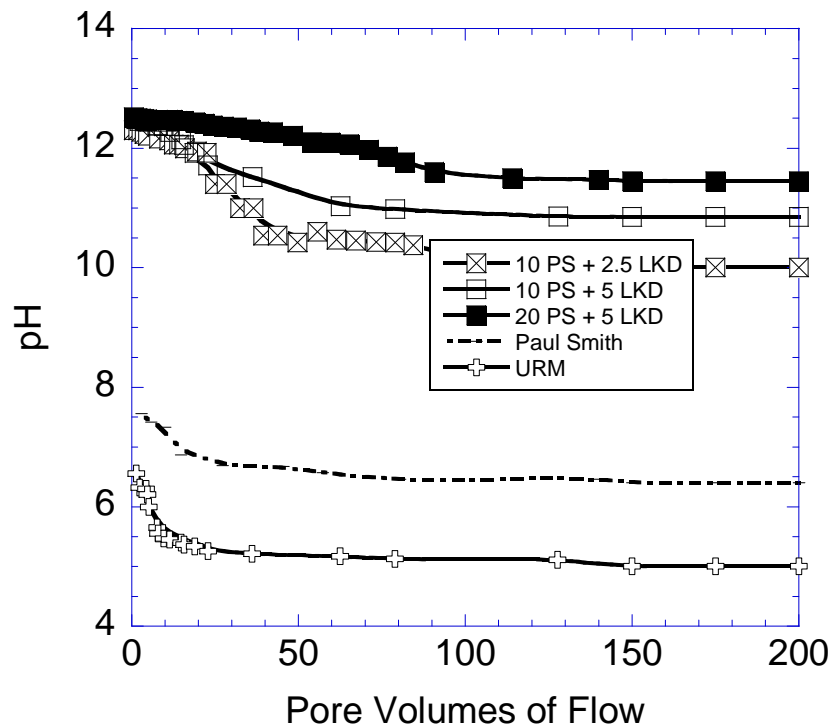 14
12
10
8
6
4
pH
10 PS + 2.5 LKD
10 PS + 5 LKD
20 PS + 5 LKD
Paul Smith
URM
0 50 100 150 200
Pore Volumes of Flow